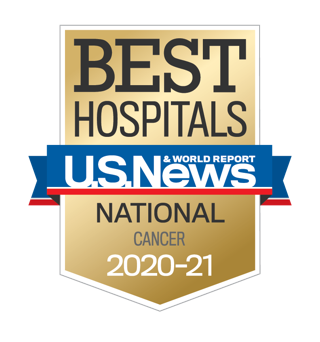 BEST
HOSPITALS
& WORLD REPORT
U.S.News
NATIONAL
CANCER
2020-21